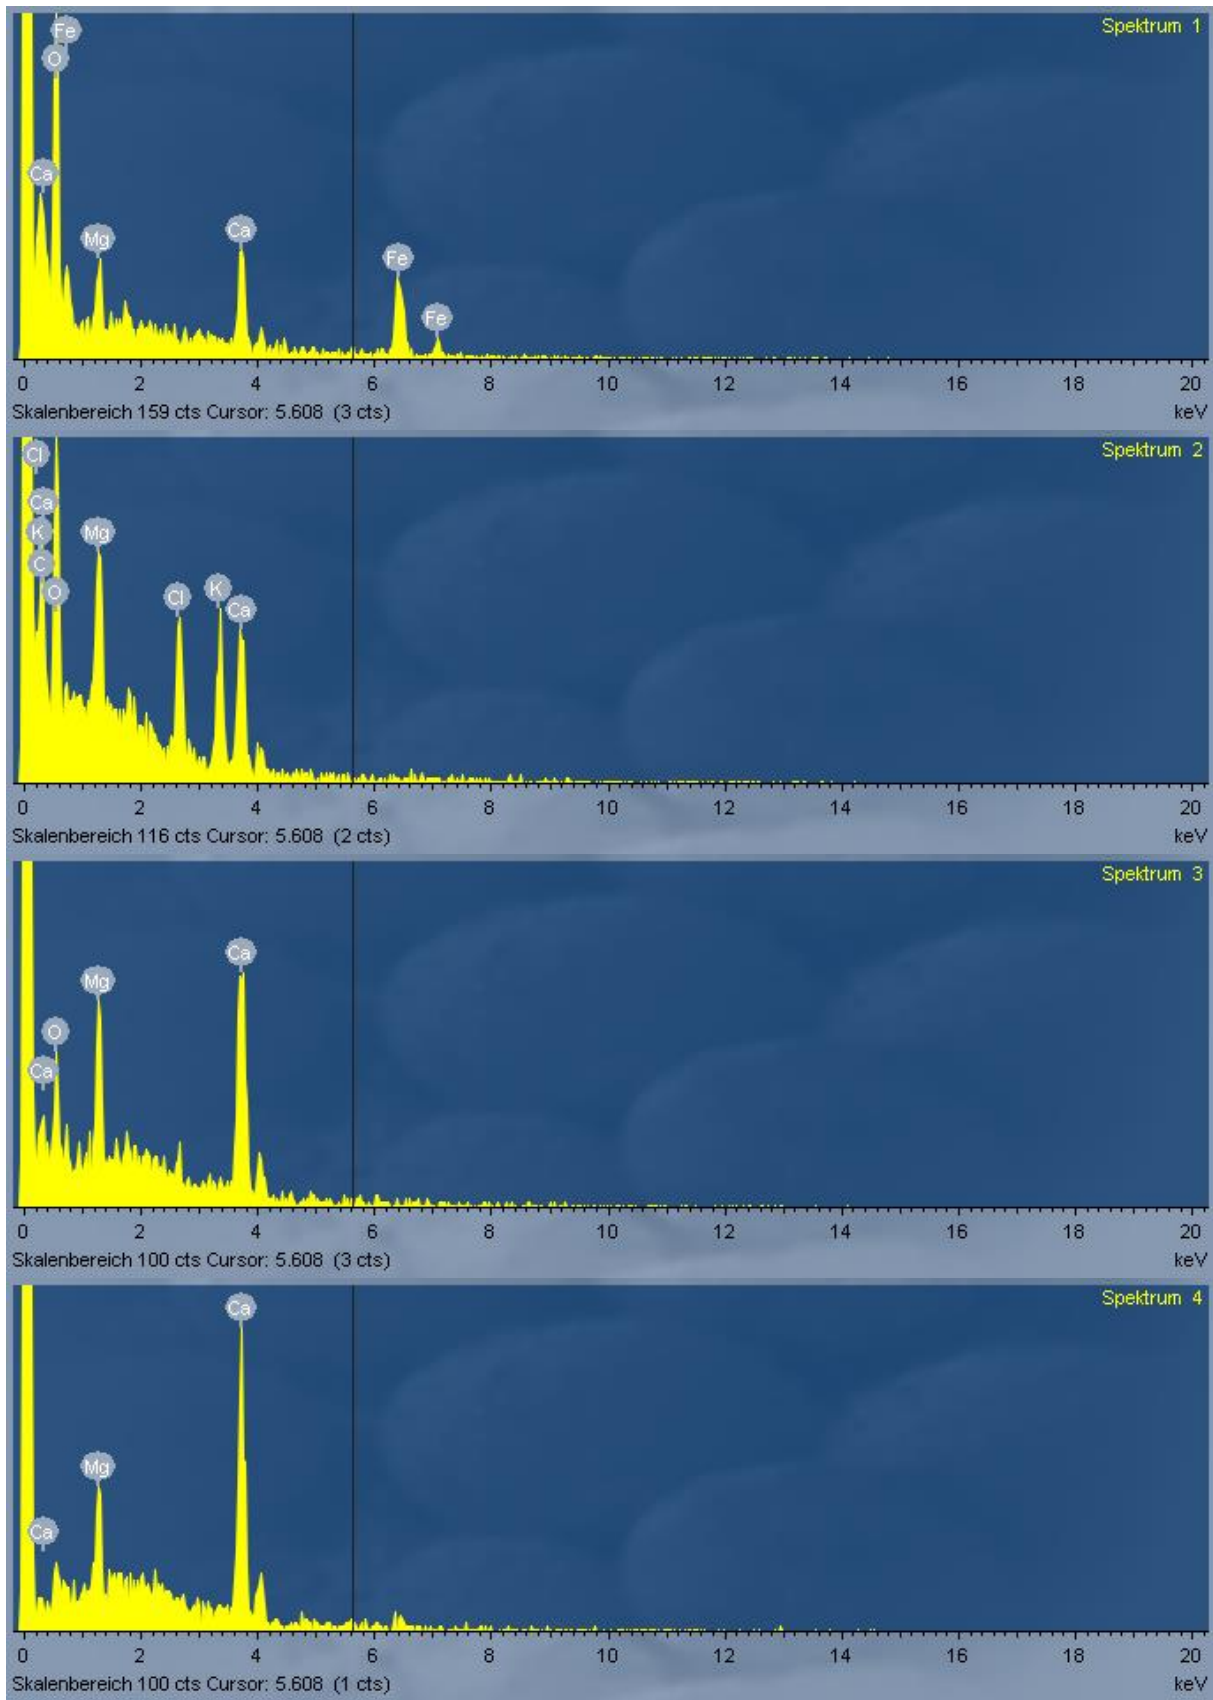 Spektrum 1
Fe
O
Ca
Mg
Ca
Fe
Fe
0 2 4 6 8 10 12 14 16 18 20
Skalenbereich 159 cts Cursor: 5.608 (3 cts) keV
Spektrum 2
Cl
Ca
K
C
O
Mg
Cl
K
Ca
0 2 4 6 8 10 12 14 16 18 20
Skalenbereich 116 cts Cursor: 5.608 (2 cts) keV
Spektrum 3
Ca
Mg
O
Ca
0 2 4 6 8 10 12 14 16 18 20
Skalenbereich 100 cts Cursor: 5.608 (3 cts) keV
Spektrum 4
Ca
Mg
Ca
0 2 4 6 8 10 12 14 16 18 20
Skalenbereich 100 cts Cursor: 5.608 (1 cts) keV